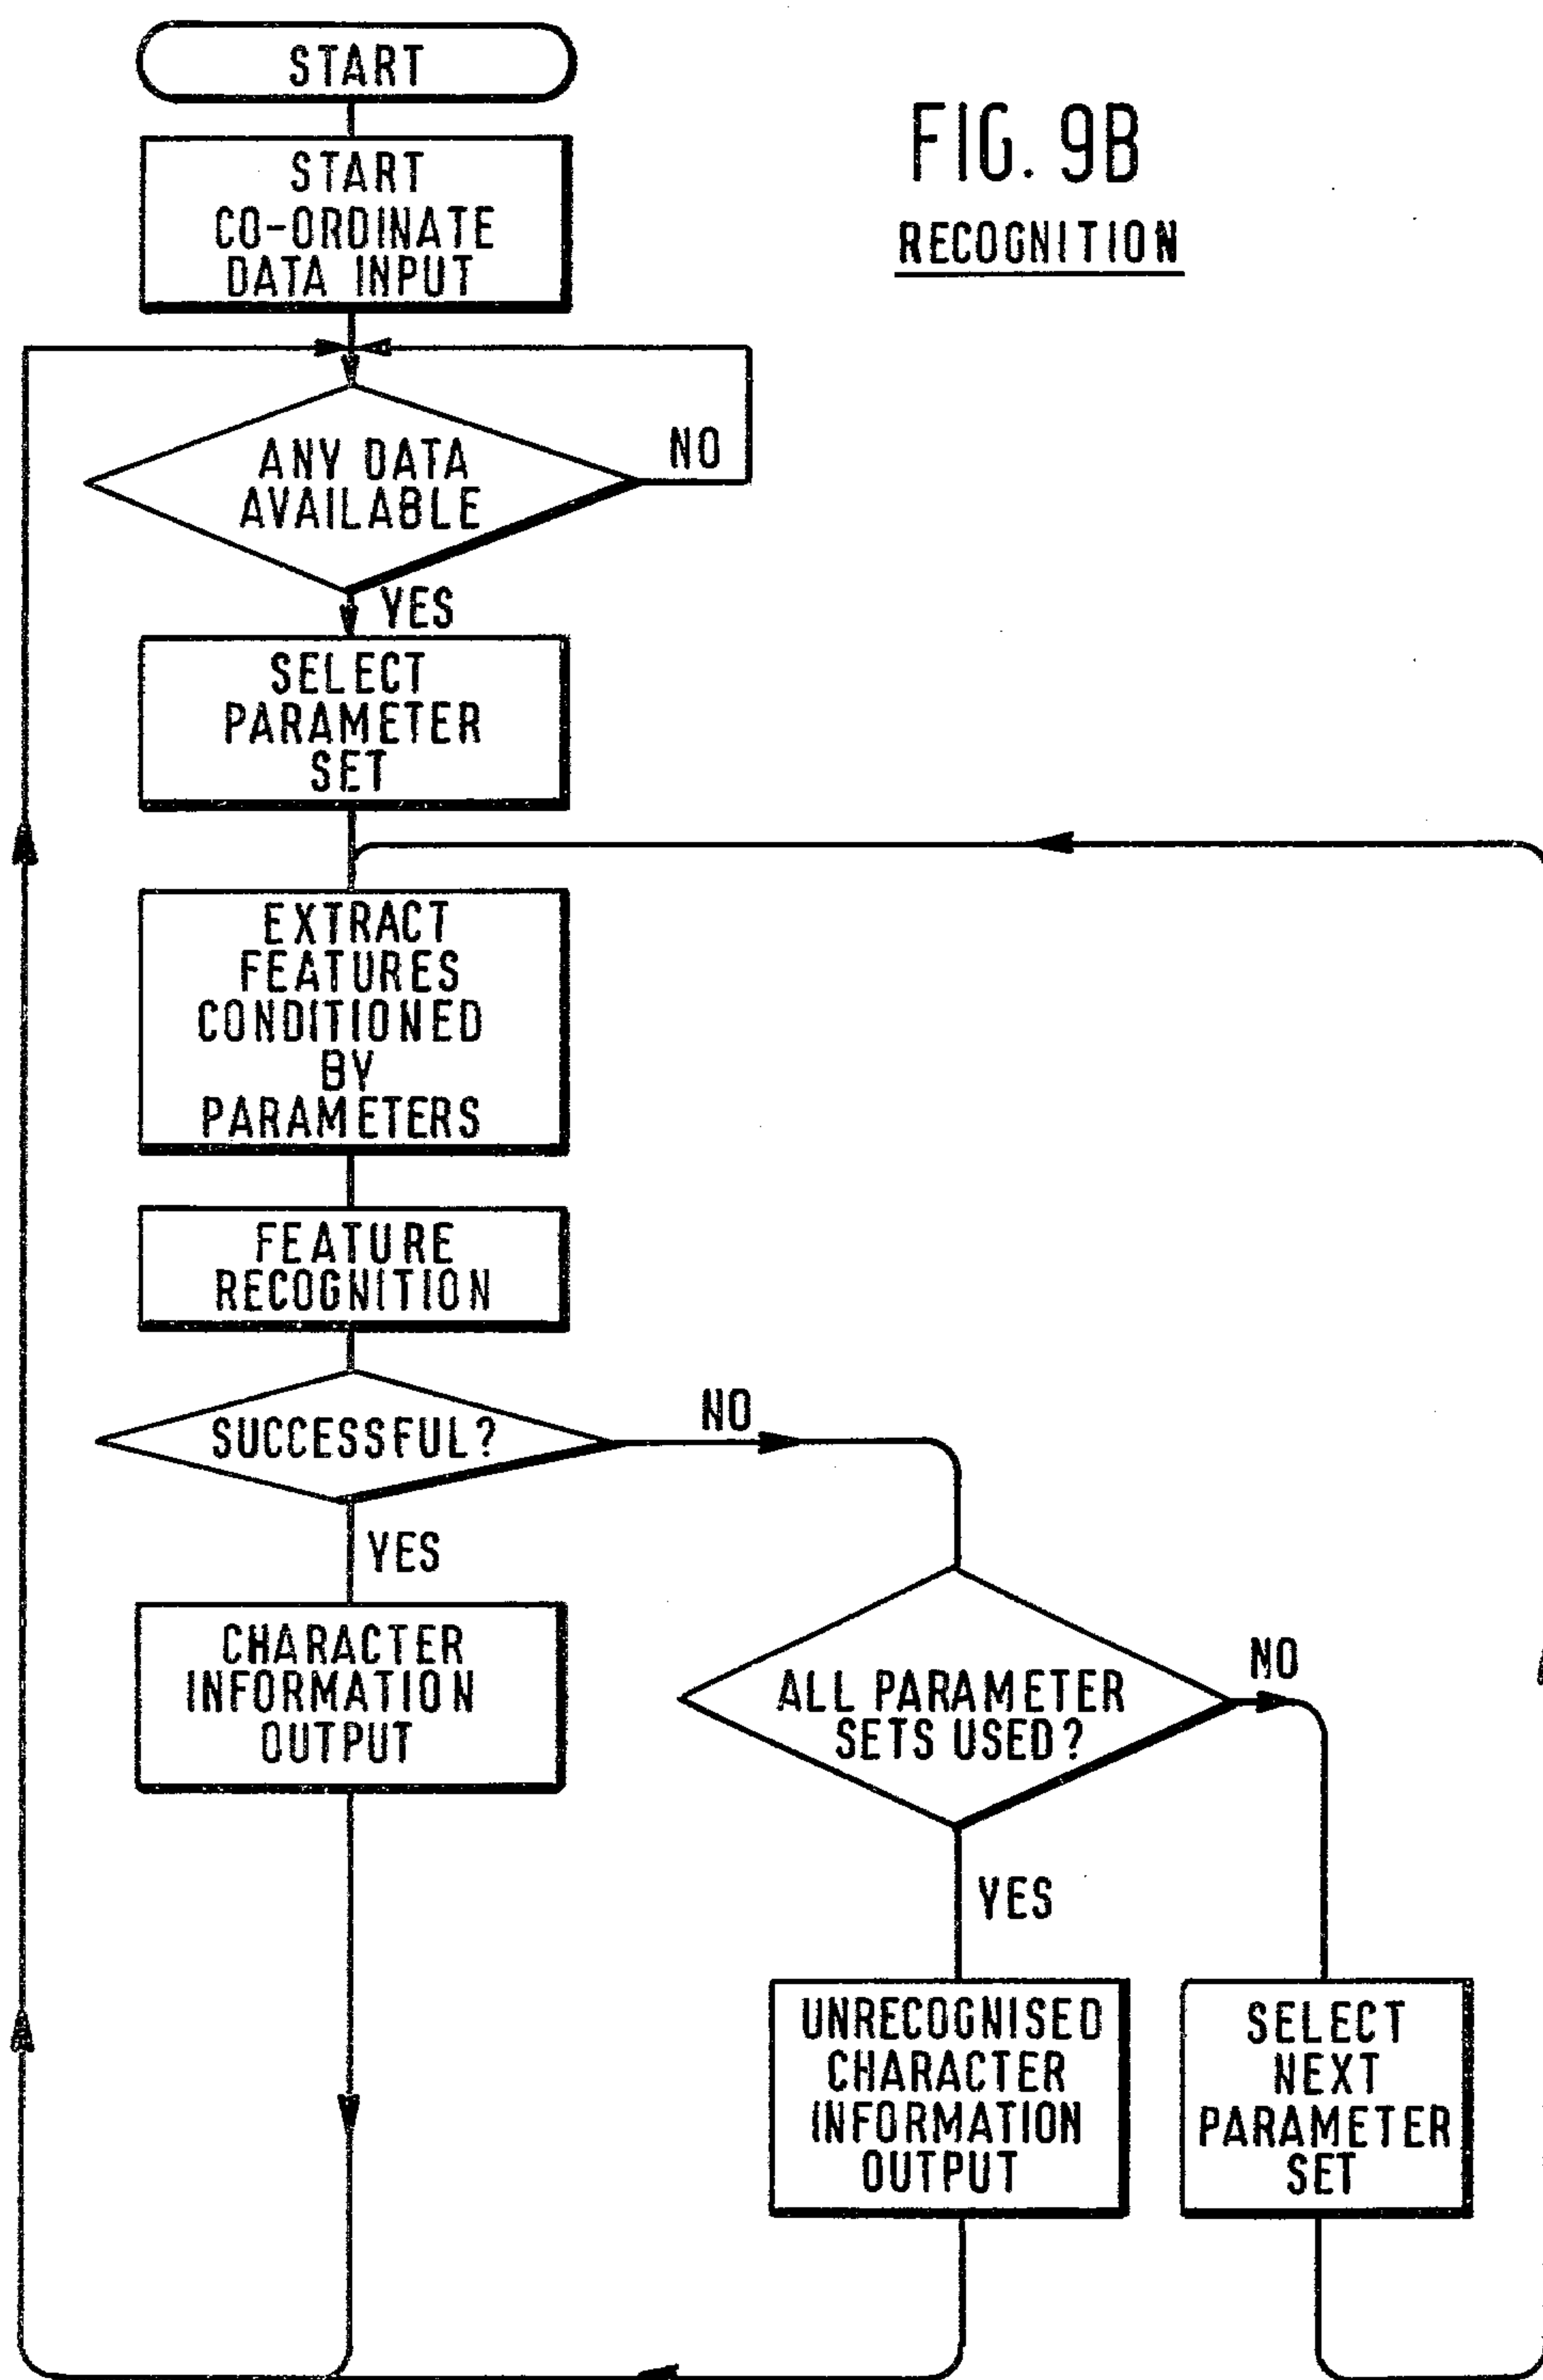 START
FIG. 9B
RECOGNITION
START
CO-ORDINATE
DATA INPUT
ANY DATA
AVAILABLE
NO
YES
SELECT
PARAMETER
SET
EXTRACT
FEATURES
CONDITIONED
BY
PARAMETERS
FEATURE
RECOGNITION
SUCCESSFUL?
NO
YES
CHARACTER
INFORMATION
OUTPUT
ALL PARAMETER
SETS USED?
NO
YES
UNRECOGNISED
CHARACTER
INFORMATION
OUTPUT
SELECT
NEXT
PARAMETER
SET